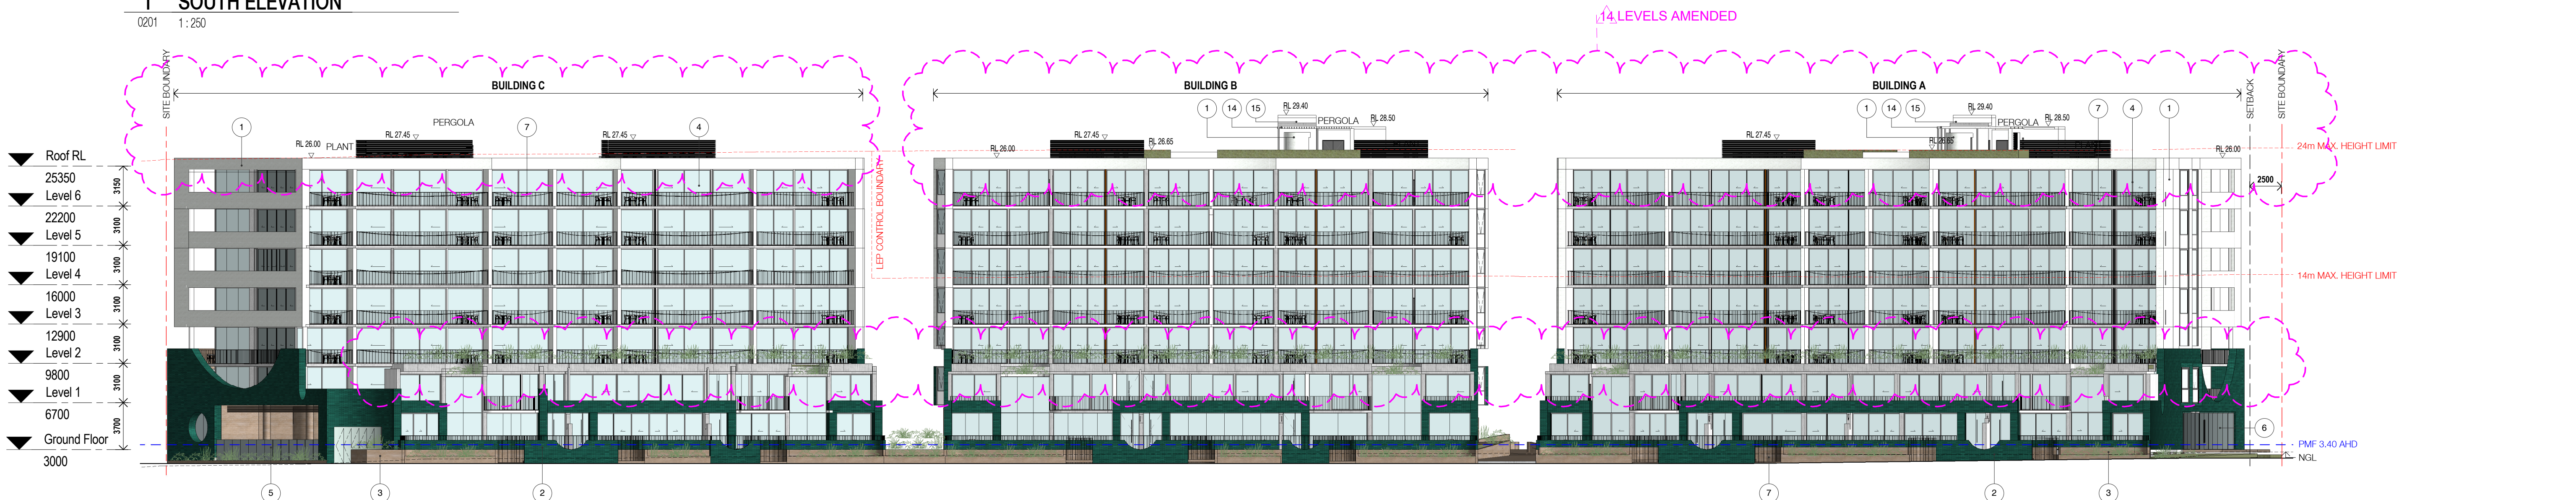 1 SOUTH ELEVATION
0201 1 : 250
14 LEVELS AMENDED
SITE BOUNDARY
BUILDING C
BUILDING B
BUILDING A
SETBACK
SITE BOUNDARY
1
PERGOLA
7
4
1
14
15
RL 29.40
PERGOLA
RL 28.50
1
14
15
RL 29.40
PERGOLA
RL 28.50
7
4
1
RL 26.00
PLANT
RL 27.45
RL 27.45
RL 26.00
RL 27.45
RL 26.65
RL 27.45
RL 26.65
RL 26.00
24m MAX. HEIGHT LIMIT
Roof RL
25350
3150
Level 6
22200
3100
Level 5
19100
3100
Level 4
16000
3100
Level 3
12900
3100
Level 2
9800
3100
Level 1
6700
3700
Ground Floor
3000
LEP CONTROL BOUNDARY
2500
14m MAX. HEIGHT LIMIT
6
PMF 3.40 AHD
NGL
5
3
2
7
2
3